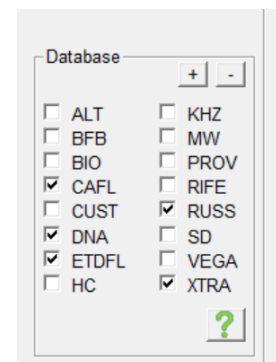 Database
+ -
ALT KHZ
BFB MW
BIO PROV
CAFL RIFE
CUST RUSS
DNA SD
ETDFL VEGA
HC XTRA
?